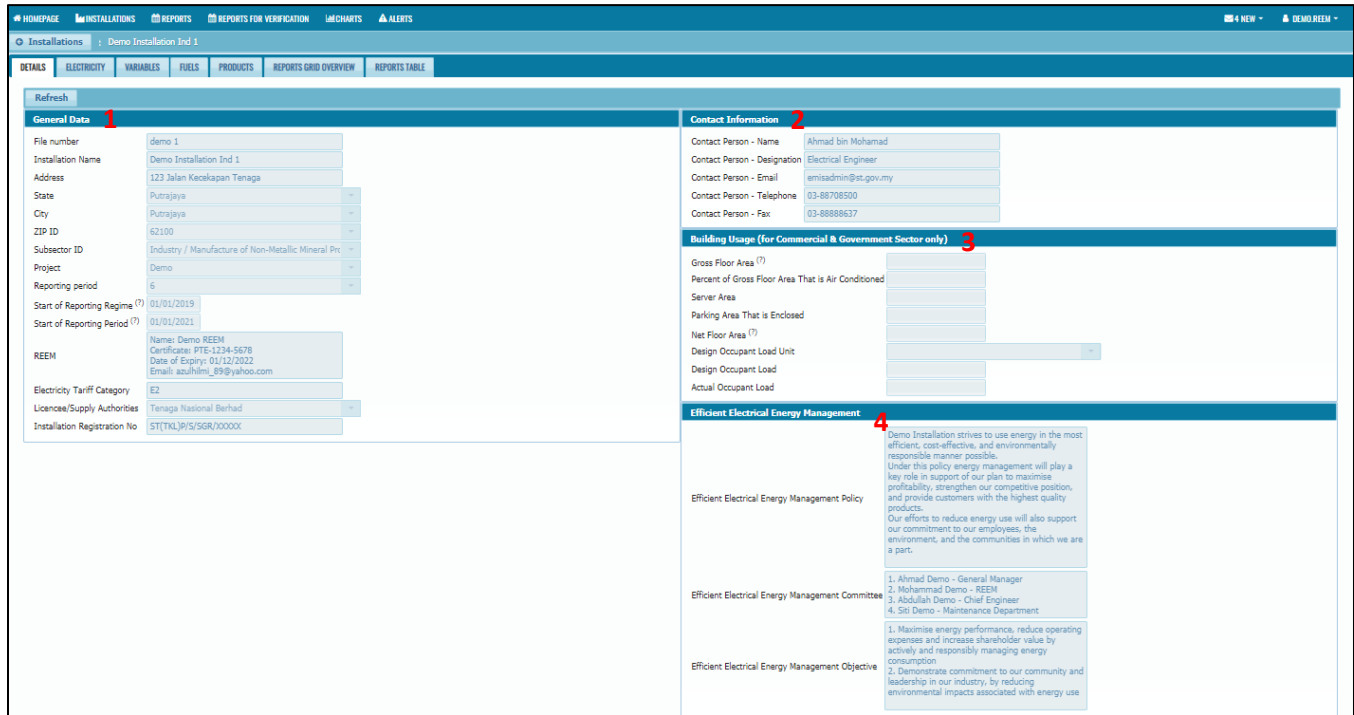 HOMEPAGE INSTALLATIONS REPORTS REPORTS FOR VERIFICATION CHARTS ALERTS 4 NEW DEMO.REEM
Installations : Demo Installation Ind 1
DETAILS ELECTRICITY VARIABLES FUELS PRODUCTS REPORTS GRID OVERVIEW REPORTS TABLE
Refresh
General Data 1
File number demo 1
Installation Name Demo Installation Ind 1
Address 123 Jalan Kecekapan Tenaga
State Putrajaya
City Putrajaya
ZIP ID 62100
Subsector ID Industry / Manufacture of Non-Metallic Mineral Pro
Project Demo
Reporting period 6
Start of Reporting Regime (?) 01/01/2019
Start of Reporting Period (?) 01/01/2021
REEM
Name: Demo REEM
Certificate: PTE-1234-5678
Date of Expiry: 01/12/2022
Email: azulhilmi_89@yahoo.com
Electricity Tariff Category E2
Licencee/Supply Authorities Tenaga Nasional Berhad
Installation Registration No ST(TKL)P/S/SGR/XXXXX
Contact Information 2
Contact Person - Name Ahmad bin Mohamad
Contact Person - Designation Electrical Engineer
Contact Person - Email emisadmin@st.gov.my
Contact Person - Telephone 03-88708500
Contact Person - Fax 03-88888637
Building Usage (for Commercial & Government Sector only) 3
Gross Floor Area (?)
Percent of Gross Floor Area That is Air Conditioned
Server Area
Parking Area That is Enclosed
Net Floor Area (?)
Design Occupant Load Unit
Design Occupant Load
Actual Occupant Load
Efficient Electrical Energy Management
4
Efficient Electrical Energy Management Policy
Demo Installation strives to use energy in the most
efficient, cost-effective, and environmentally
responsible manner possible.
Under this policy energy management will play a
key role in support of our plan to maximise
profitability, strengthen our competitive position,
and provide customers with the highest quality
products.
Our efforts to reduce energy use will also support
our commitment to our employees, the
environment, and the communities in which we are
a part.
Efficient Electrical Energy Management Committee
1. Ahmad Demo - General Manager
2. Mohammad Demo - REEM
3. Abdullah Demo - Chief Engineer
4. Siti Demo - Maintenance Department
Efficient Electrical Energy Management Objective
1. Maximise energy performance, reduce operating
expenses and increase shareholder value by
actively and responsibly managing energy
consumption
2. Demonstrate commitment to our community and
leadership in our industry, by reducing
environmental impacts associated with energy use